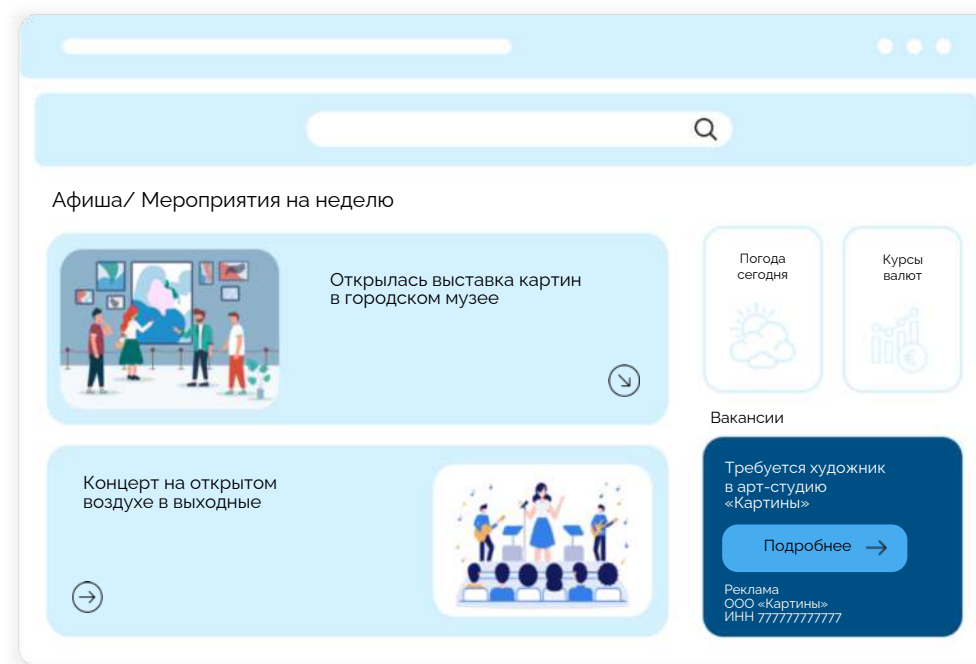 Афиша/ Мероприятия на неделю
Открылась выставка картин
в городском музее
Концерт на открытом
воздухе в выходные
Погода
сегодня
Курсы
валют
Вакансии
Требуется художник
в арт-студию
«Картины»
Подробнее
Реклама
ООО «Картины»
ИНН 777777777777